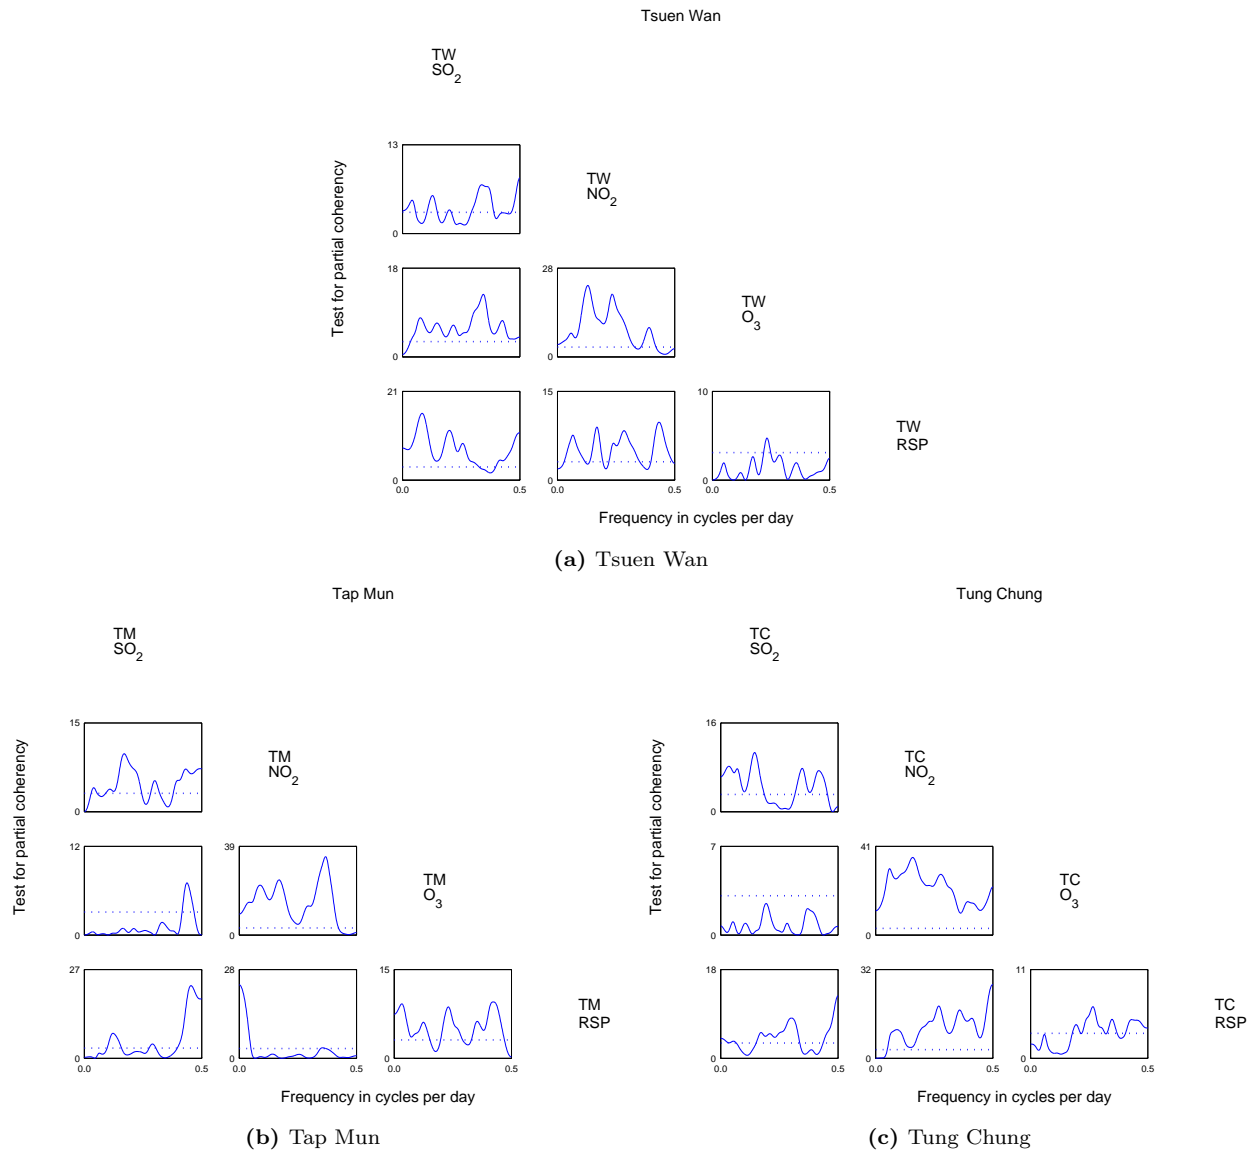 Tsuen Wan
TW
SO2
Test for partial coherency
13
0
TW
NO2
18
0
28
0
TW
O3
21
0
0.0
0.5
15
0
0.0
0.5
10
0
0.0
0.5
TW
RSP
Frequency in cycles per day
(a) Tsuen Wan
Tap Mun
TM
SO2
Test for partial coherency
15
0
TM
NO2
12
0
39
0
TM
O3
27
0
0.0
0.5
28
0
0.0
0.5
15
0
0.0
0.5
TM
RSP
Frequency in cycles per day
(b) Tap Mun
Tung Chung
TC
SO2
Test for partial coherency
16
0
TC
NO2
7
0
41
0
TC
O3
18
0
0.0
0.5
32
0
0.0
0.5
11
0
0.0
0.5
TC
RSP
Frequency in cycles per day
(c) Tung Chung